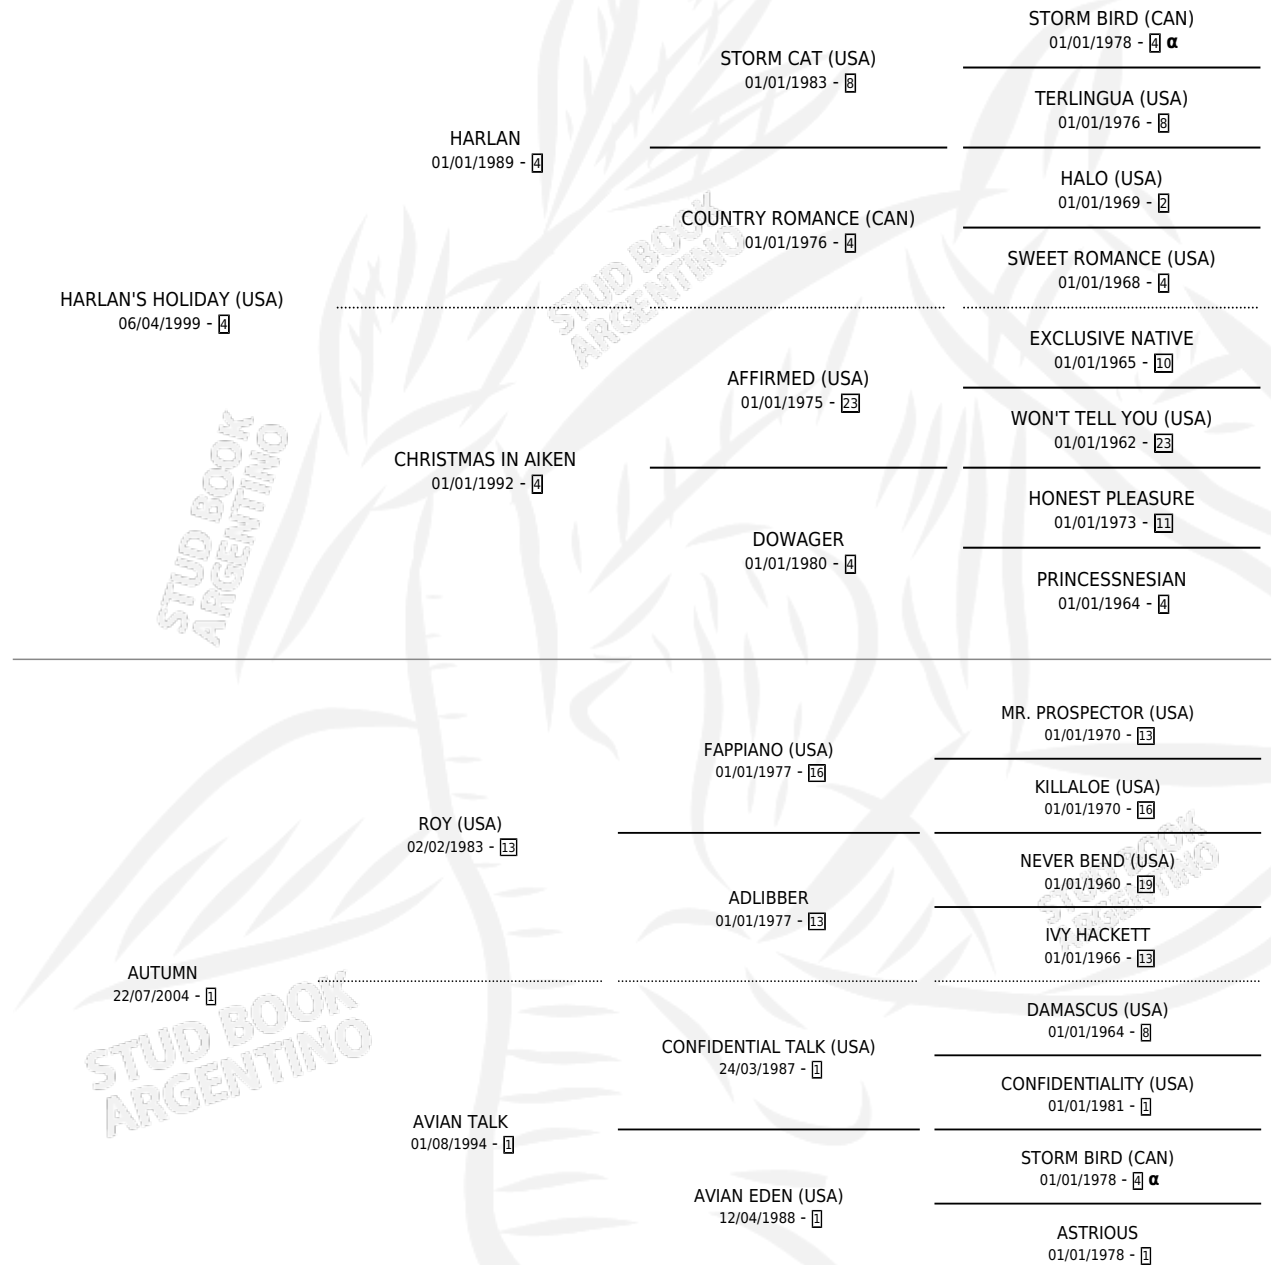 STORM BIRD (CAN)
01/01/1978 - 4 α
STORM CAT (USA)
01/01/1983 - 8
TERLINGUA (USA)
01/01/1976 - 8
HARLAN
01/01/1989 - 4
HALO (USA)
01/01/1969 - 2
COUNTRY ROMANCE (CAN)
01/01/1976 - 4
SWEET ROMANCE (USA)
01/01/1968 - 4
HARLAN'S HOLIDAY (USA)
06/04/1999 - 4
EXCLUSIVE NATIVE
01/01/1965 - 10
AFFIRMED (USA)
01/01/1975 - 23
WON'T TELL YOU (USA)
01/01/1962 - 23
CHRISTMAS IN AIKEN
01/01/1992 - 4
HONEST PLEASURE
01/01/1973 - 11
DOWAGER
01/01/1980 - 4
PRINCESSNESIAN
01/01/1964 - 4
MR. PROSPECTOR (USA)
01/01/1970 - 13
FAPPIANO (USA)
01/01/1977 - 16
KILLALOE (USA)
01/01/1970 - 16
ROY (USA)
02/02/1983 - 13
NEVER BEND (USA)
01/01/1960 - 19
ADLIBBER
01/01/1977 - 13
IVY HACKETT
01/01/1966 - 13
AUTUMN
22/07/2004 - 1
DAMASCUS (USA)
01/01/1964 - 8
CONFIDENTIAL TALK (USA)
24/03/1987 - 1
CONFIDENTIALITY (USA)
01/01/1981 - 1
AVIAN TALK
01/08/1994 - 1
STORM BIRD (CAN)
01/01/1978 - 4 α
AVIAN EDEN (USA)
12/04/1988 - 1
ASTRIOUS
01/01/1978 - 1
STUD BOOK
ARGENTINO
STUD BOOK
ARGENTINO
STUD BOOK
ARGENTINO
STUD BOOK
ARGENTINO